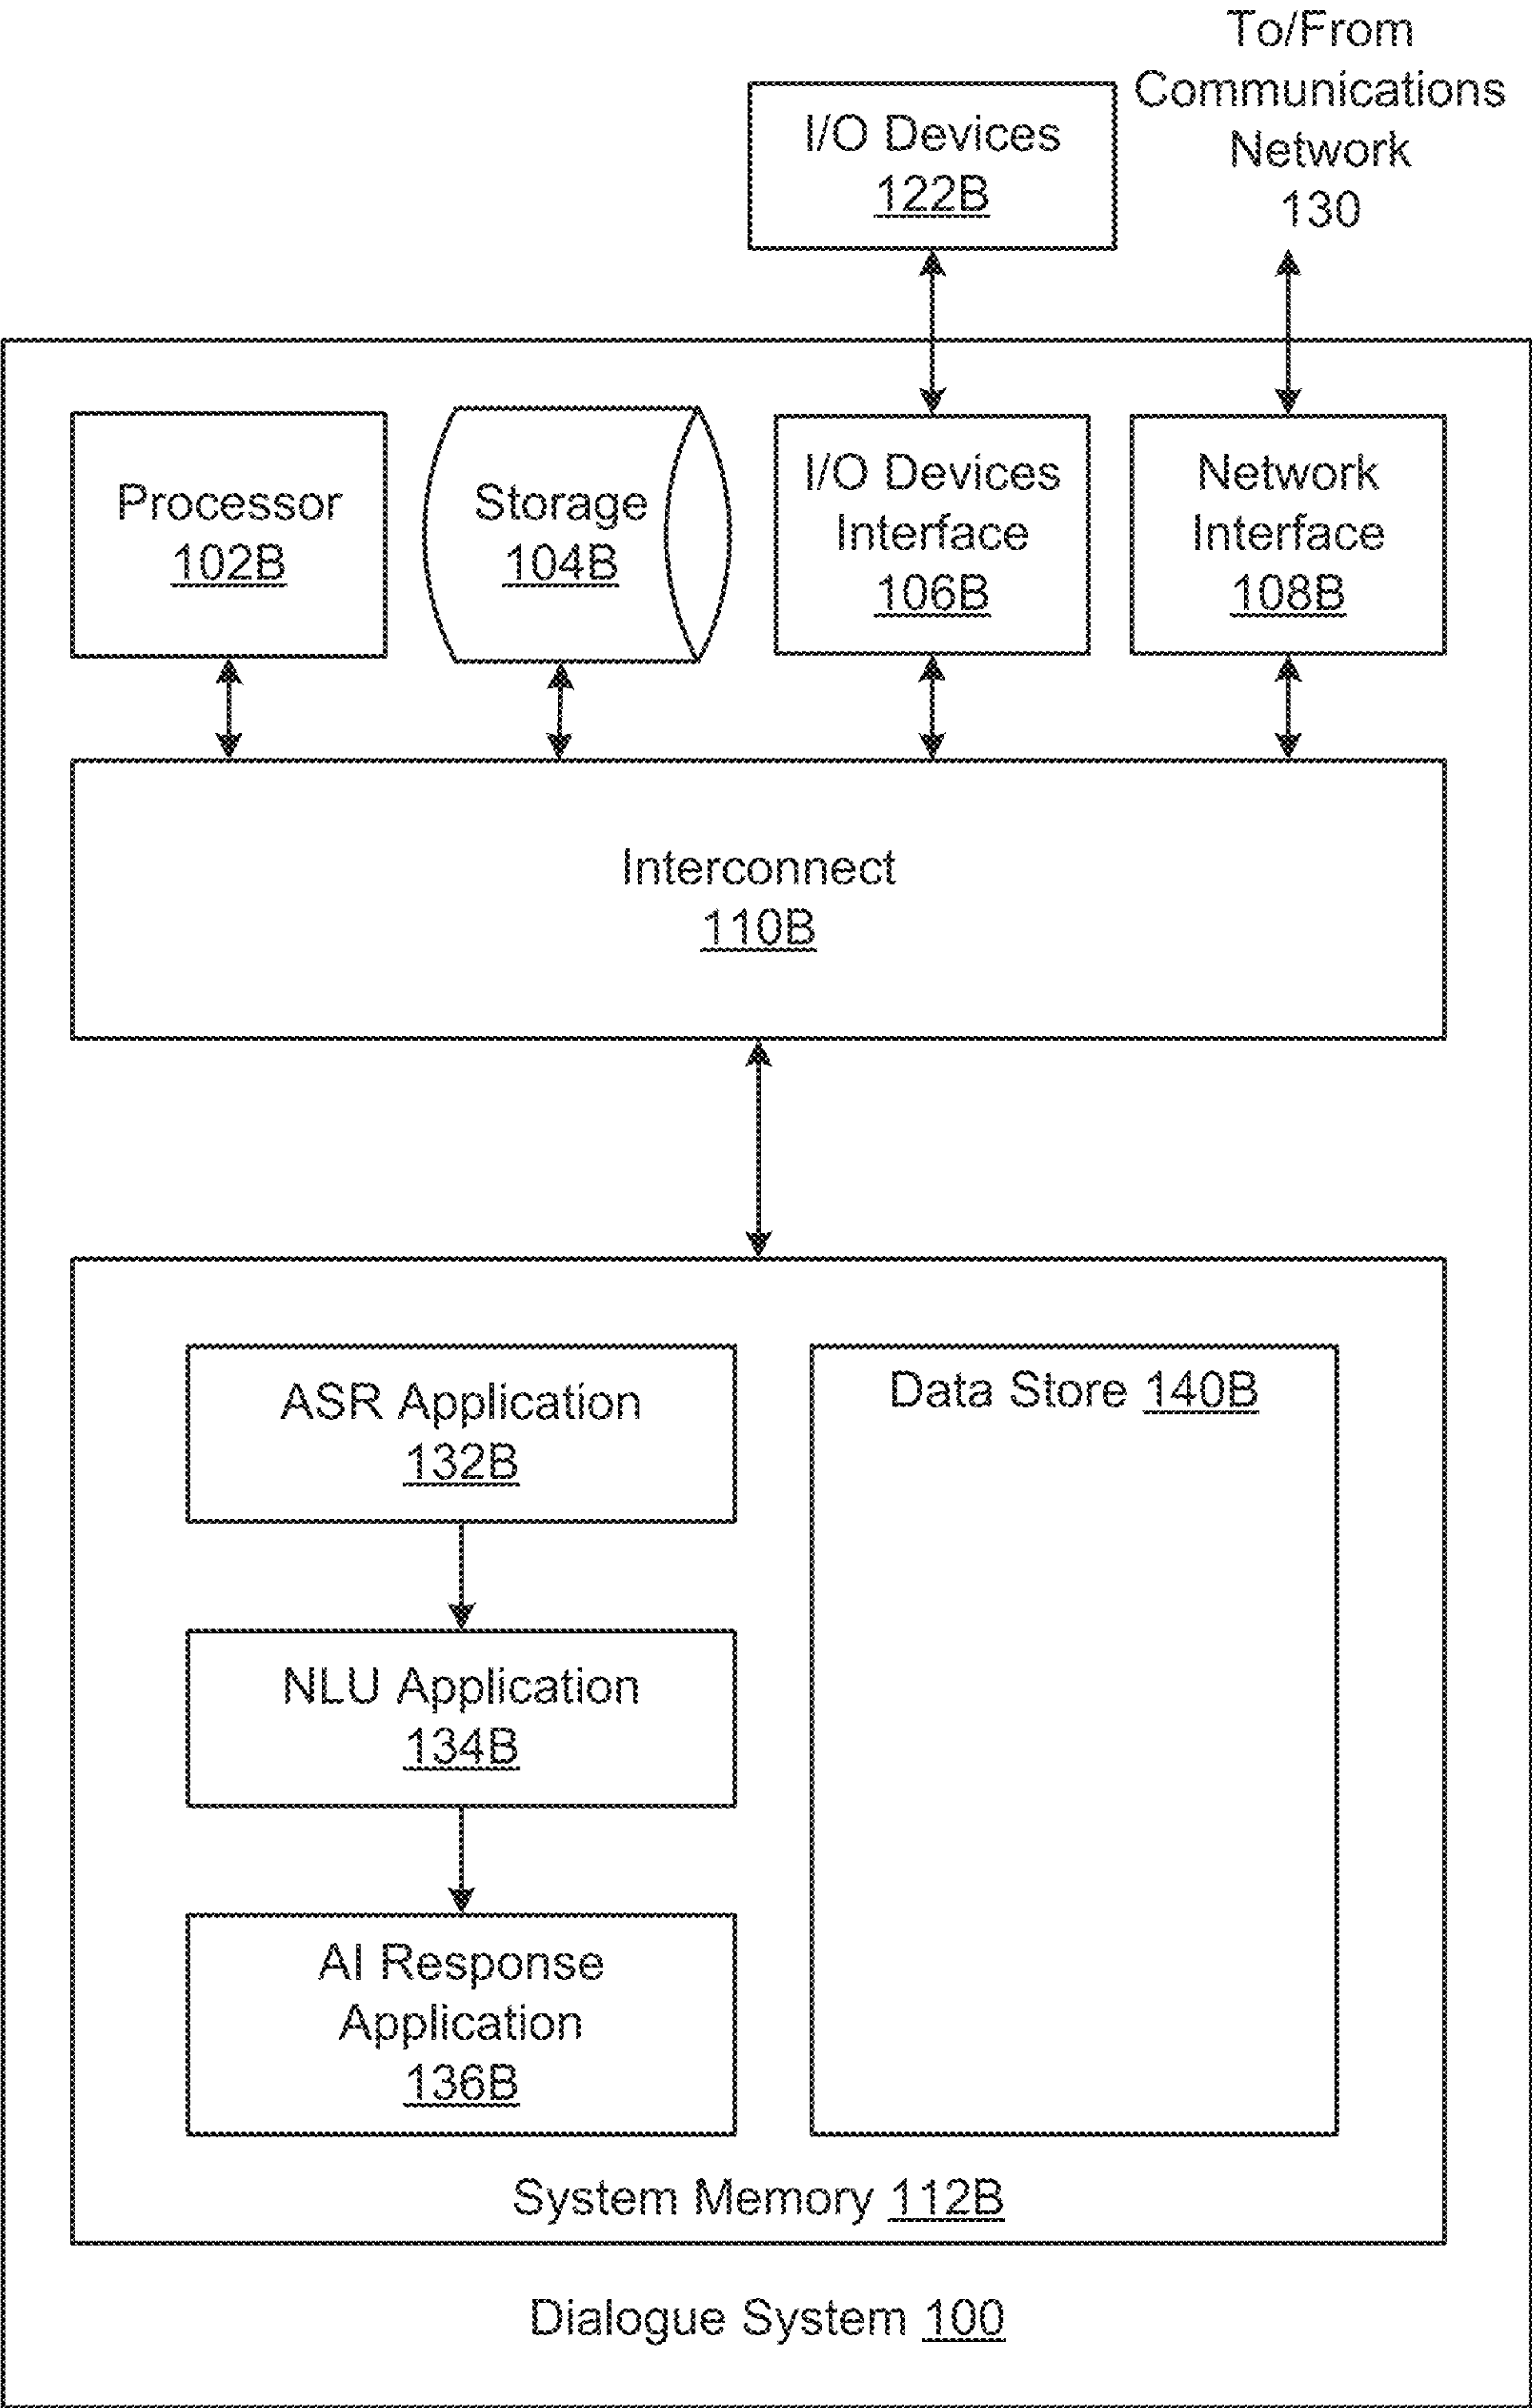 To/From
Communications
Network
130
I/O Devices
122B
Processor
102B
Storage
104B
I/O Devices
Interface
106B
Network
Interface
108B
Interconnect
110B
ASR Application
132B
Data Store 140B
NLU Application
134B
AI Response
Application
136B
System Memory 112B
Dialogue System 100